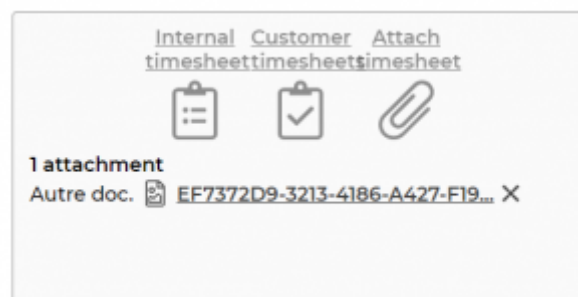 Internal Customer Attach
timesheet timesheets timesheet
1 attachment
Autre doc. EF7372D9-3213-4186-A427-F19...